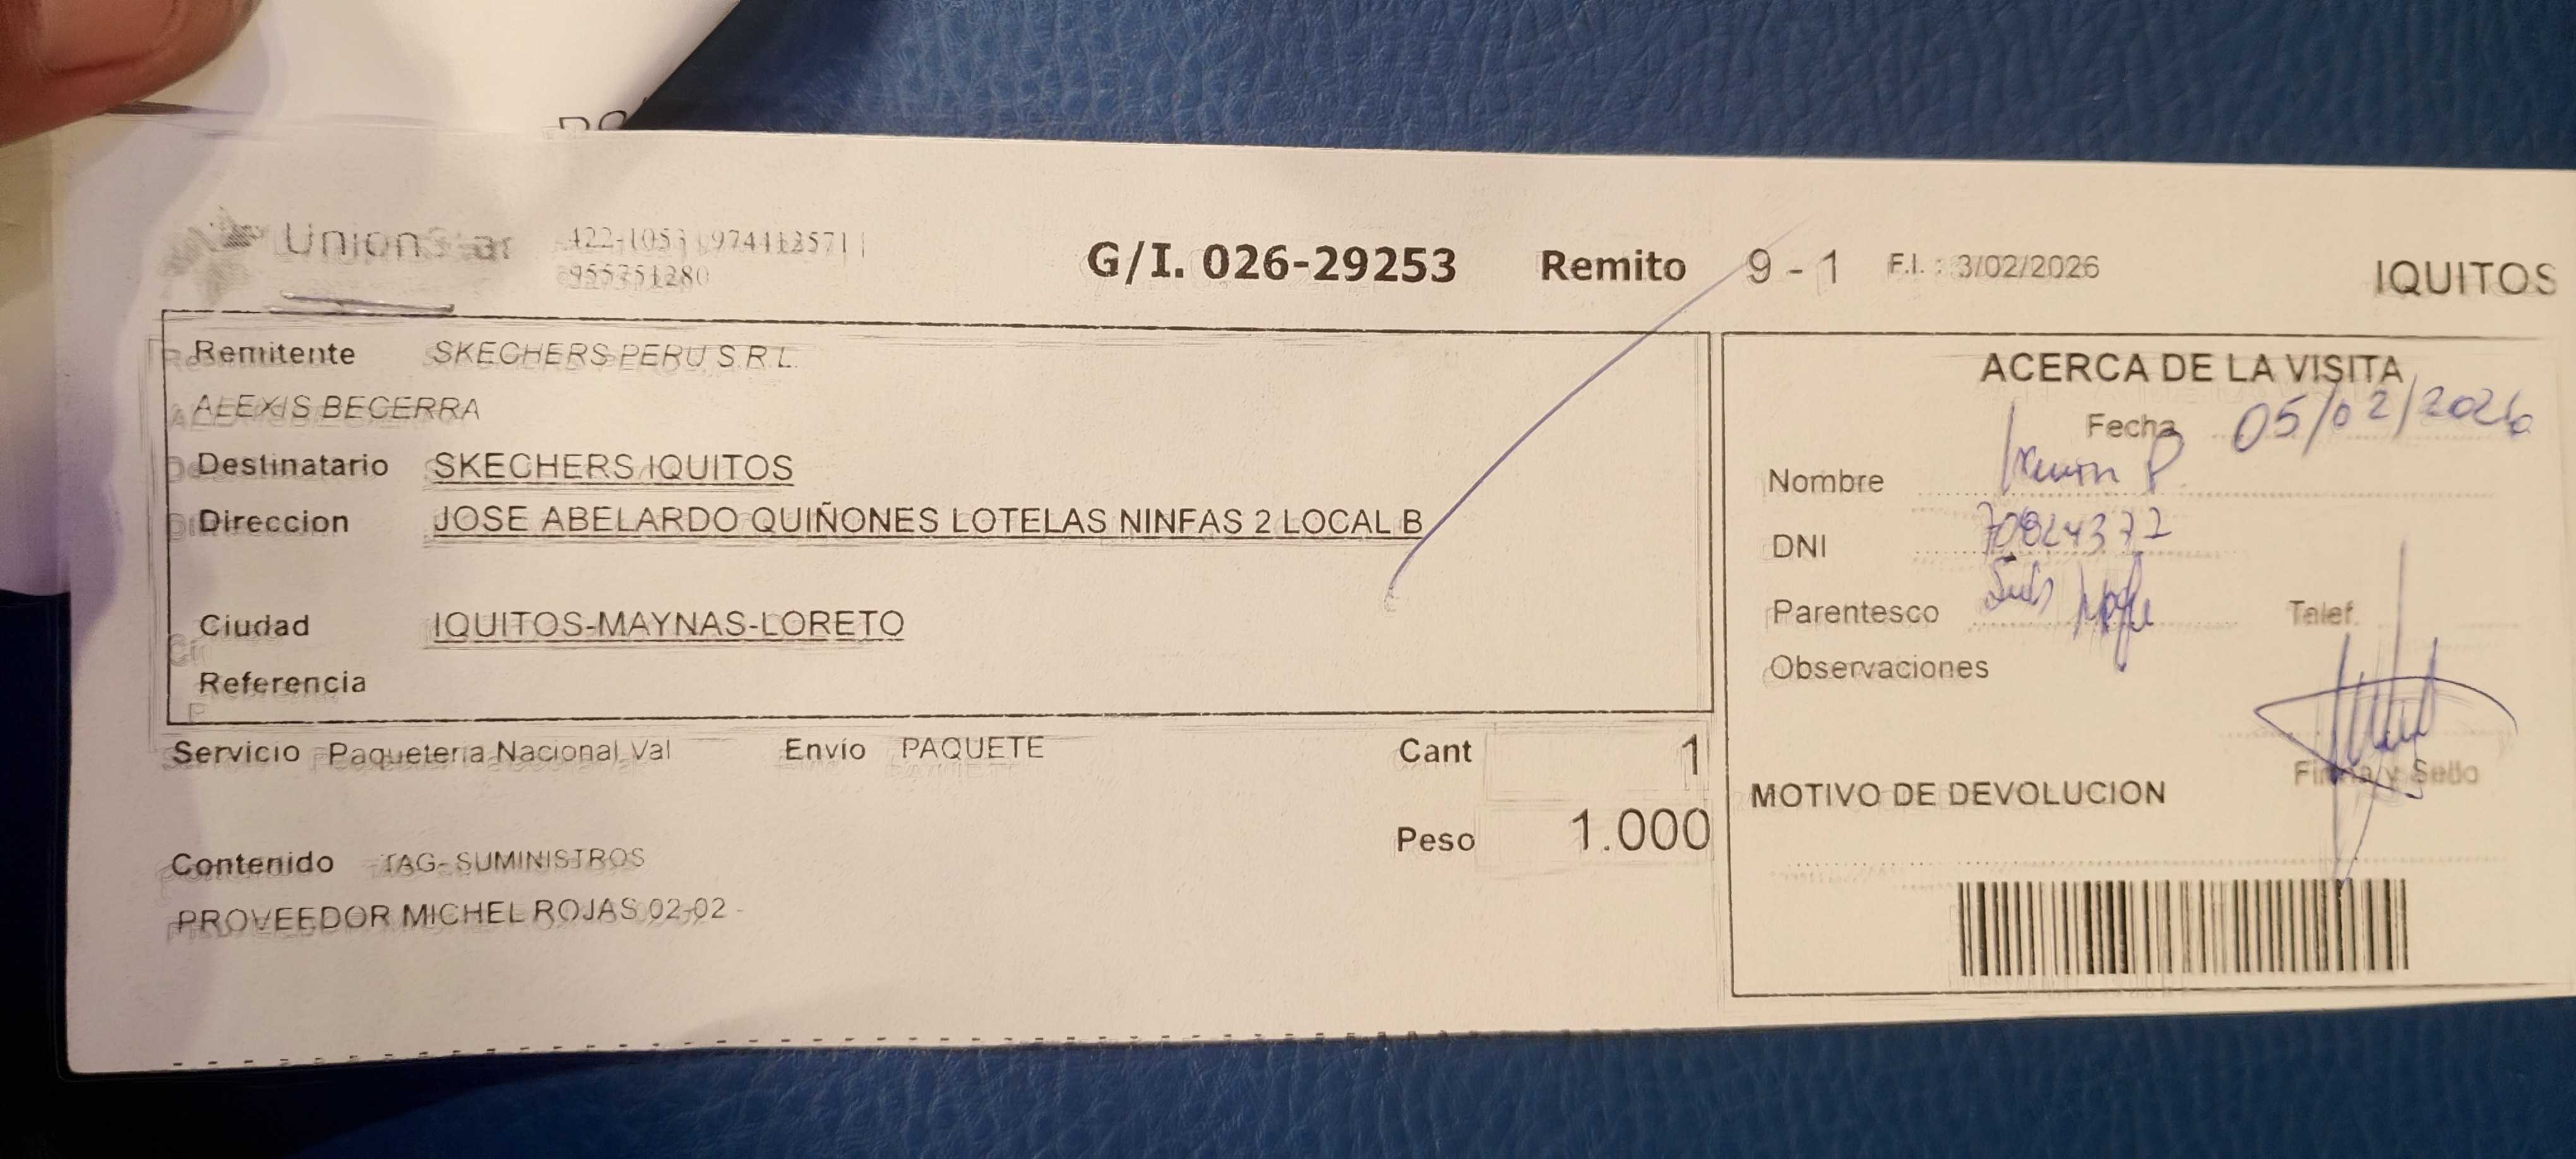 UnionStar 422-1053 974413571
955751280
G/I. 026-29253 Remito 9 - 1 F.I. : 3/02/2026 IQUITOS
Remitente SKECHERS PERU S.R.L.
ALEXIS BECERRA
Destinatario SKECHERS IQUITOS
Direccion JOSE ABELARDO QUIÑONES LOTELAS NINFAS 2 LOCAL B
Ciudad IQUITOS-MAYNAS-LORETO
Referencia
Servicio Paqueteria Nacional Val Envío PAQUETE Cant 1
Peso 1.000
Contenido TAG- SUMINISTROS
PROVEEDOR MICHEL ROJAS 02-02 -
ACERCA DE LA VISITA
Fecha 05/02/2026
Nombre
DNI 70824372
Parentesco Telef.
Observaciones
Firma y Sello
MOTIVO DE DEVOLUCION